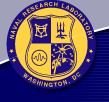 NAVAL RESEARCH LABORATORY
WASHINGTON, DC